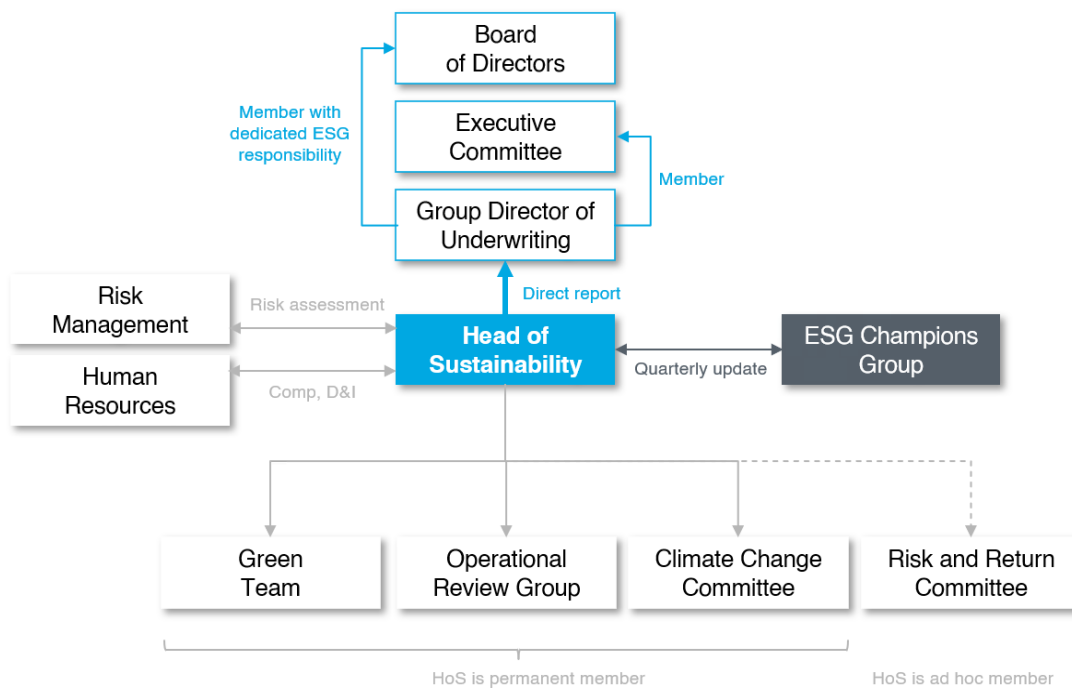 Board
of Directors
Member with
dedicated ESG
responsibility
Executive
Committee
Member
Group Director of
Underwriting
Direct report
Risk
Management
Risk assessment
Head of
Sustainability
ESG Champions
Group
Quarterly update
Human
Resources
Comp, D&I
Green
Team
Operational
Review Group
Climate Change
Committee
Risk and Return
Committee
HoS is permanent member
HoS is ad hoc member